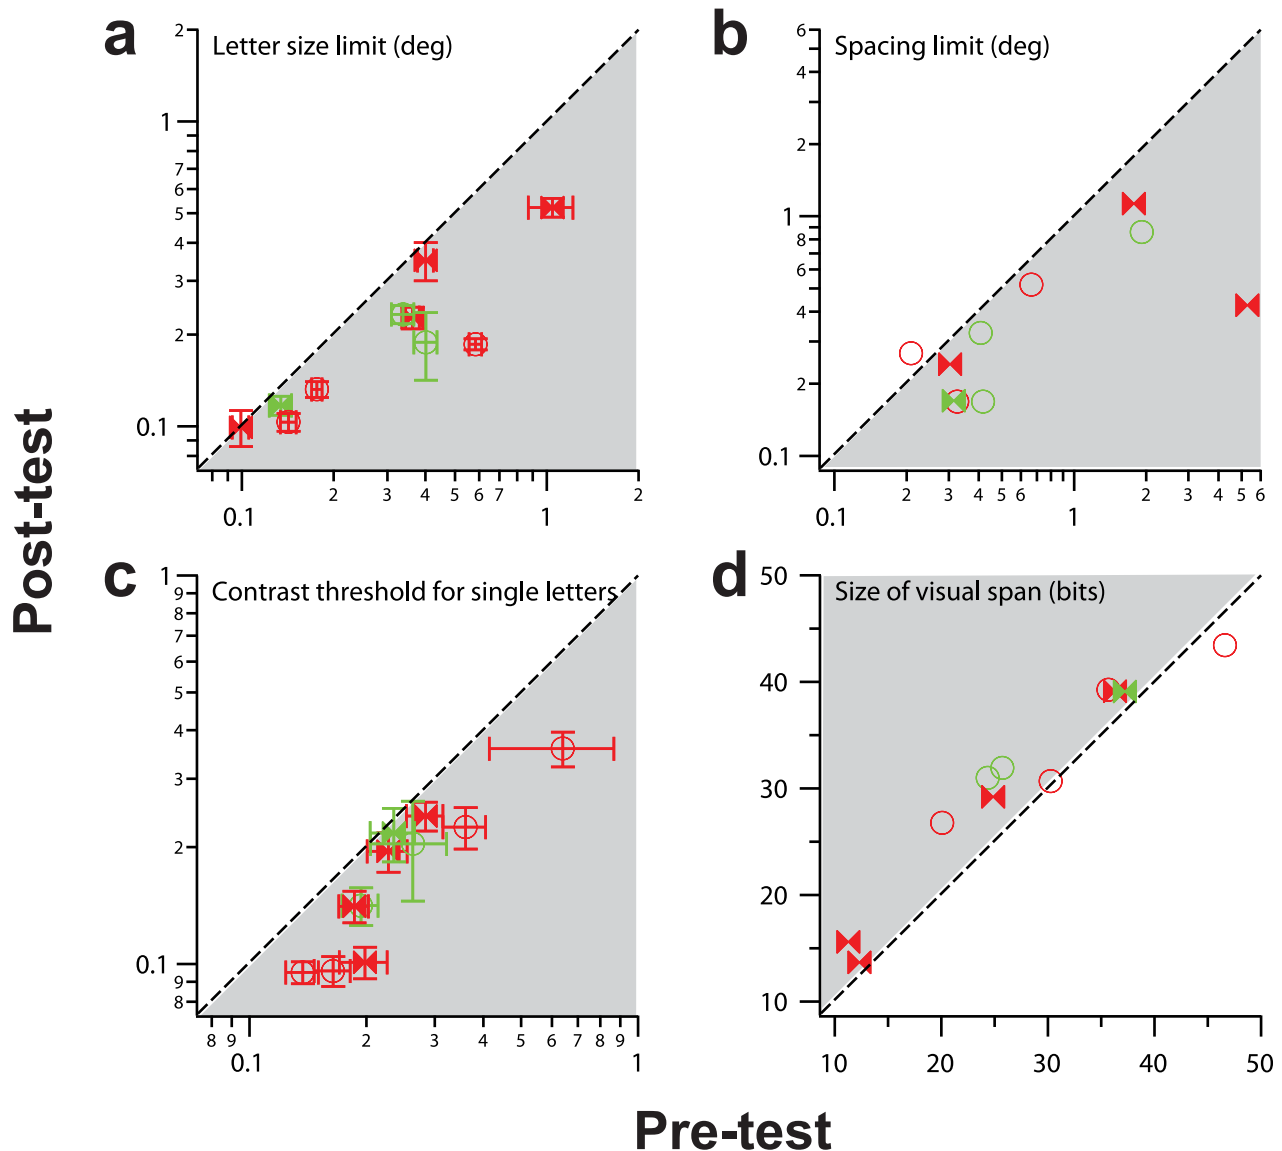 a
Letter size limit (deg)
2
1
7
6
5
4
3
2
0.1
2 3 4 5 6 7 2
0.1 1
b
Spacing limit (deg)
6
4
2
1
8
6
4
2
0.1
2 3 4 5 6 2 3 4 5 6
0.1 1
Post-test
c
Contrast threshold for single letters
1
9
8
7
6
5
4
3
2
0.1
9
8
8 9 2 3 4 5 6 7 8 9
0.1 1
d
Size of visual span (bits)
50
40
30
20
10
10 20 30 40 50
Pre-test